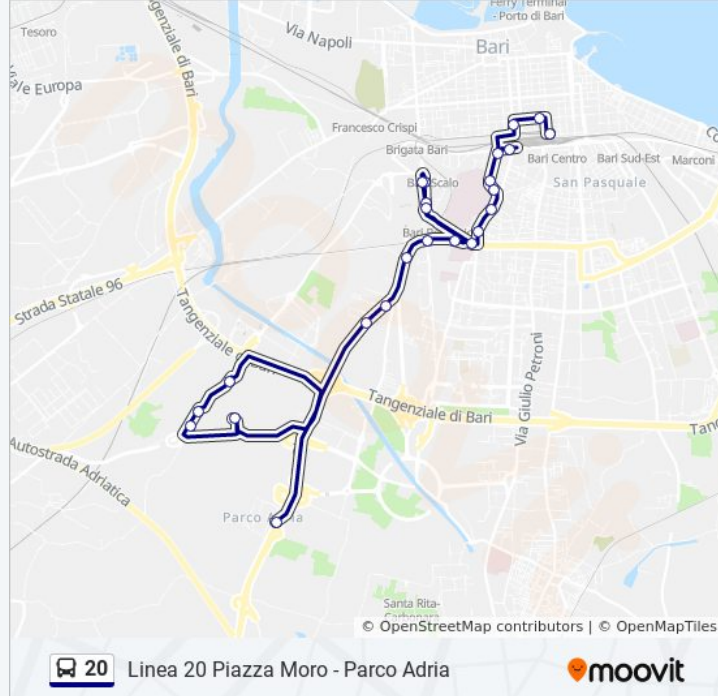 Ferry Terminal
- Porto di Bari
Tesoro
Via Napoli
Bari
Tangenziale di Bari
Viale Europa
Francesco Crispi
Brigata Bari
Bari Centro
Bari Sud-Est
Marconi
San Pasquale
Strada Statale 96
Tangenziale
Via Giulio Petroni
Tangenziale di Bari
Autostrada Adriatica
Parco Adria
Santa Rita-
Carbonara
© OpenStreetMap contributors | © OpenMapTiles
20 Linea 20 Piazza Moro - Parco Adria
moovit